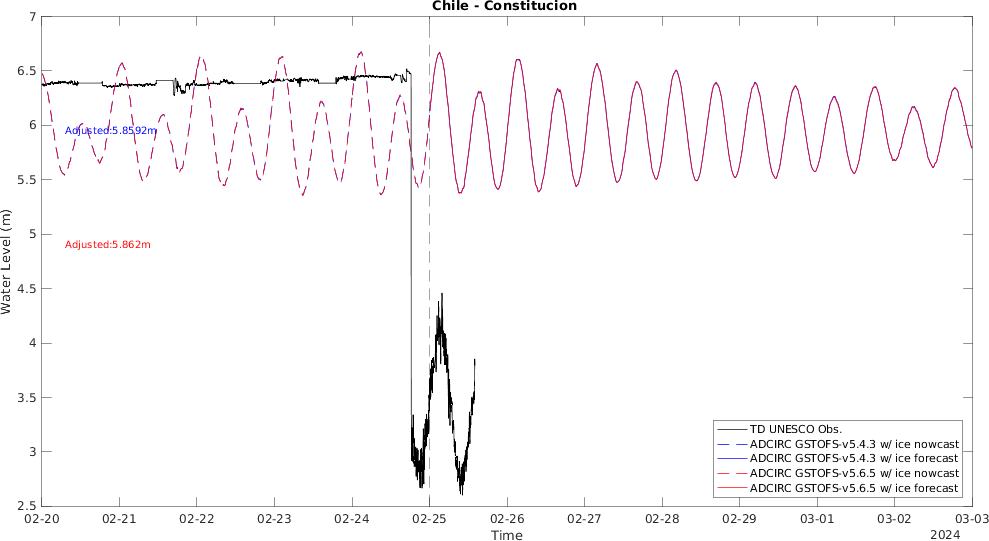 Chile - Constitucion
7
6.5
6
5.5
5
4.5
4
3.5
3
2.5
Water Level (m)
Adjusted:5.8592m
Adjusted:5.862m
TD UNESCO Obs.
ADCIRC GSTOFS-v5.4.3 w/ ice nowcast
ADCIRC GSTOFS-v5.4.3 w/ ice forecast
ADCIRC GSTOFS-v5.6.5 w/ ice nowcast
ADCIRC GSTOFS-v5.6.5 w/ ice forecast
02-20 02-21 02-22 02-23 02-24 02-25 02-26 02-27 02-28 02-29 03-01 03-02 03-03
Time
2024